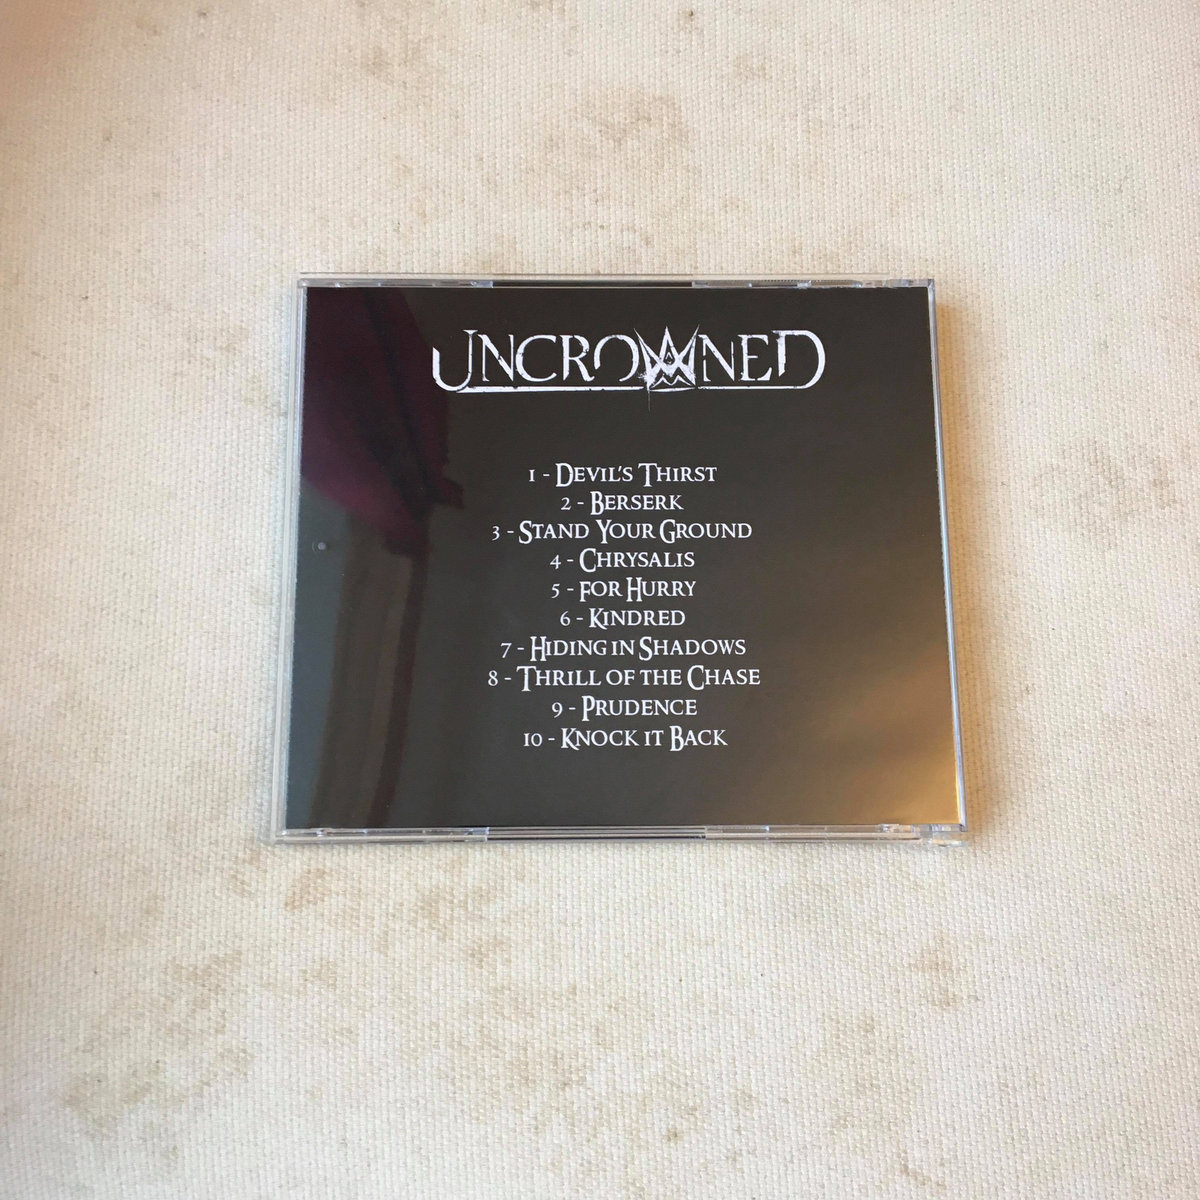 UNCROWNED
1 - DEVIL'S THIRST
2 - BERSERK
3 - STAND YOUR GROUND
4 - CHRYSALIS
5 - FOR HURRY
6 - KINDRED
7 - HIDING IN SHADOWS
8 - THRILL OF THE CHASE
9 - PRUDENCE
10 - KNOCK IT BACK